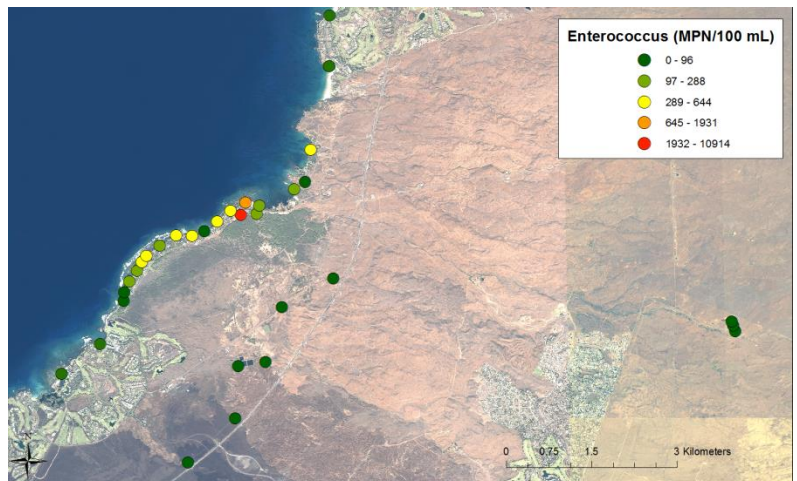 Enterococcus (MPN/100 mL)
0 - 96
97 - 288
289 - 644
645 - 1931
1932 - 10914
0 0.75 1.5 3 Kilometers